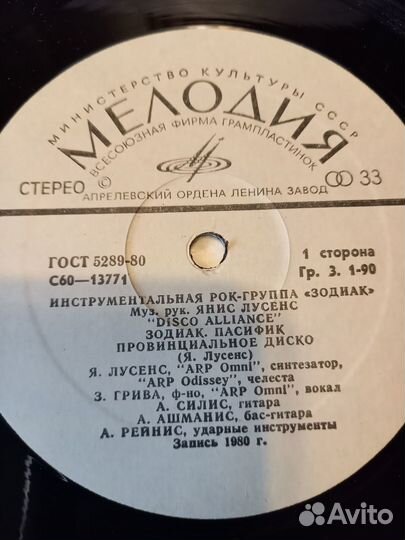 МИНИСТЕРСТВО КУЛЬТУРЫ СССР
МЕЛОДИЯ
ВСЕСОЮЗНАЯ ФИРМА ГРАМПЛАСТИНОК
СТЕРЕО
33
АПРЕЛЕВСКИЙ ОРДЕНА ЛЕНИНА ЗАВОД
ГОСТ 5289-80
1 сторона
С60—13771
Гр. 3. 1-90
ИНСТРУМЕНТАЛЬНАЯ РОК-ГРУППА «ЗОДИАК»
Муз. рук. ЯНИС ЛУСЕНС
"DISCO ALLIANCE"
ЗОДИАК. ПАСИФИК
ПРОВИНЦИАЛЬНОЕ ДИСКО
(Я. Лусенс)
Я. ЛУСЕНС, "ARP Omni", синтезатор,
"ARP Odissey", челеста
З. ГРИВА, ф-но, "ARP Omni", вокал
А. СИЛИС, гитара
А. АШМАНИС, бас-гитара
А. РЕЙНИС, ударные инструменты
Запись 1980 г.
Avito